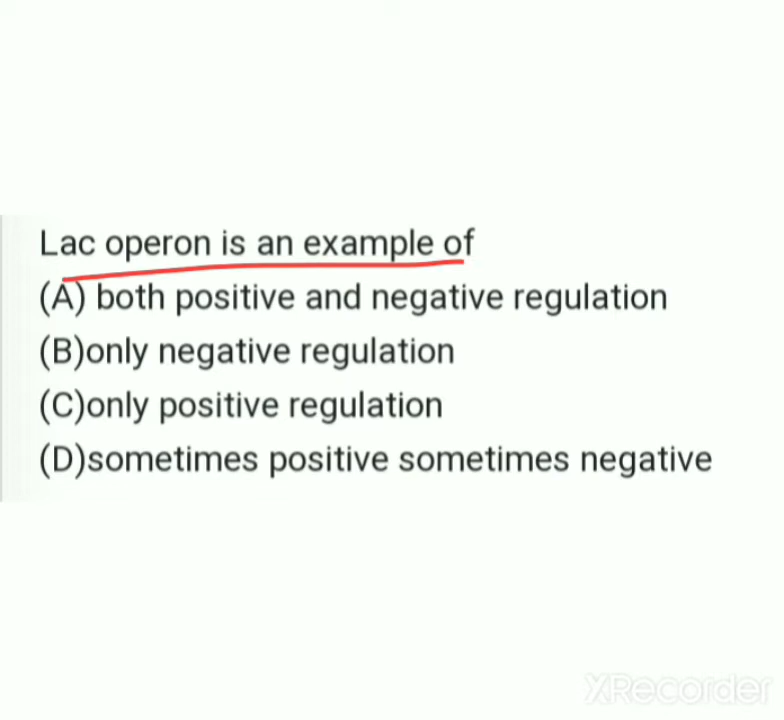 Lac operon is an example of
(A) both positive and negative regulation
(B)only negative regulation
(C)only positive regulation
(D)sometimes positive sometimes negative
XRecorder